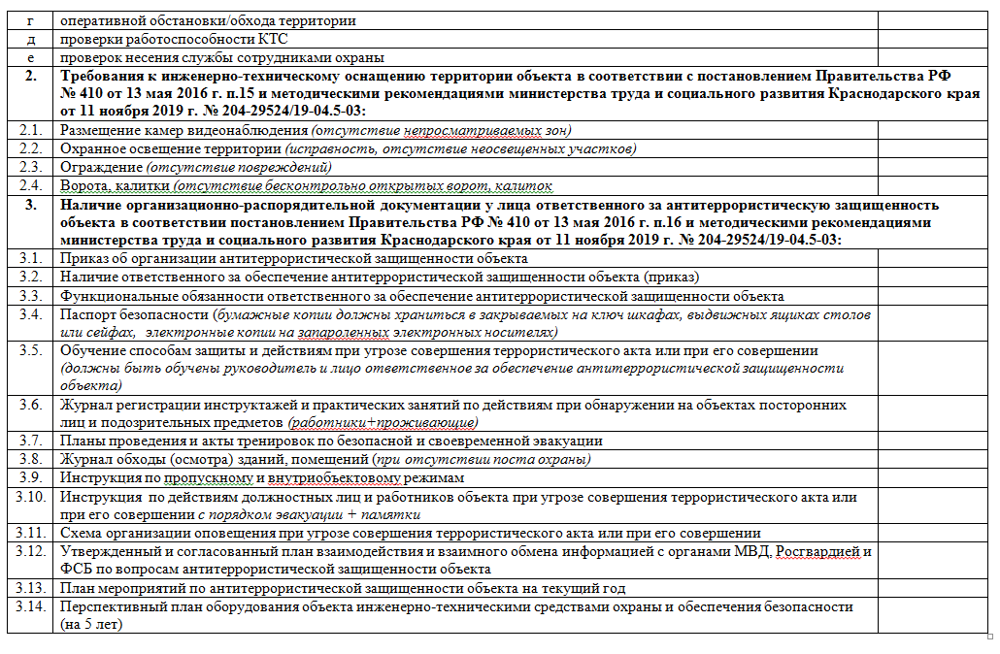 г оперативной обстановки/обхода территории
д проверки работоспособности КТС
е проверок несения службы сотрудниками охраны
2. Требования к инженерно-техническому оснащению территории объекта в соответствии с постановлением Правительства РФ
№ 410 от 13 мая 2016 г. п.15 и методическими рекомендациями министерства труда и социального развития Краснодарского края
от 11 ноября 2019 г. № 204-29524/19-04.5-03:
2.1. Размещение камер видеонаблюдения (отсутствие непросматриваемых зон)
2.2. Охранное освещение территории (исправность, отсутствие неосвещенных участков)
2.3. Ограждение (отсутствие повреждений)
2.4. Ворота, калитки (отсутствие бесконтрольно открытых ворот, калиток
3. Наличие организационно-распорядительной документации у лица ответственного за антитеррористическую защищенность
объекта в соответствии постановлением Правительства РФ № 410 от 13 мая 2016 г. п.16 и методическими рекомендациями
министерства труда и социального развития Краснодарского края от 11 ноября 2019 г. № 204-29524/19-04.5-03:
3.1. Приказ об организации антитеррористической защищенности объекта
3.2. Наличие ответственного за обеспечение антитеррористической защищенности объекта (приказ)
3.3. Функциональные обязанности ответственного за обеспечение антитеррористической защищенности объекта
3.4. Паспорт безопасности (бумажные копии должны храниться в закрываемых на ключ шкафах, выдвижных ящиках столов
или сейфах, электронные копии на запароленных электронных носителях)
3.5. Обучение способам защиты и действиям при угрозе совершения террористического акта или при его совершении
(должны быть обучены руководитель и лицо ответственное за обеспечение антитеррористической защищенности
объекта)
3.6. Журнал регистрации инструктажей и практических занятий по действиям при обнаружении на объектах посторонних
лиц и подозрительных предметов (работники+проживающие)
3.7. Планы проведения и акты тренировок по безопасной и своевременной эвакуации
3.8. Журнал обходы (осмотра) зданий, помещений (при отсутствии поста охраны)
3.9. Инструкция по пропускному и внутриобъектовому режимам
3.10. Инструкция по действиям должностных лиц и работников объекта при угрозе совершения террористического акта или
при его совершении с порядком эвакуации + памятки
3.11. Схема организации оповещения при угрозе совершения террористического акта или при его совершении
3.12. Утвержденный и согласованный план взаимодействия и взаимного обмена информацией с органами МВД, Росгвардией и
ФСБ по вопросам антитеррористической защищенности объекта
3.13. План мероприятий по антитеррористической защищенности объекта на текущий год
3.14. Перспективный план оборудования объекта инженерно-техническими средствами охраны и обеспечения безопасности
(на 5 лет)